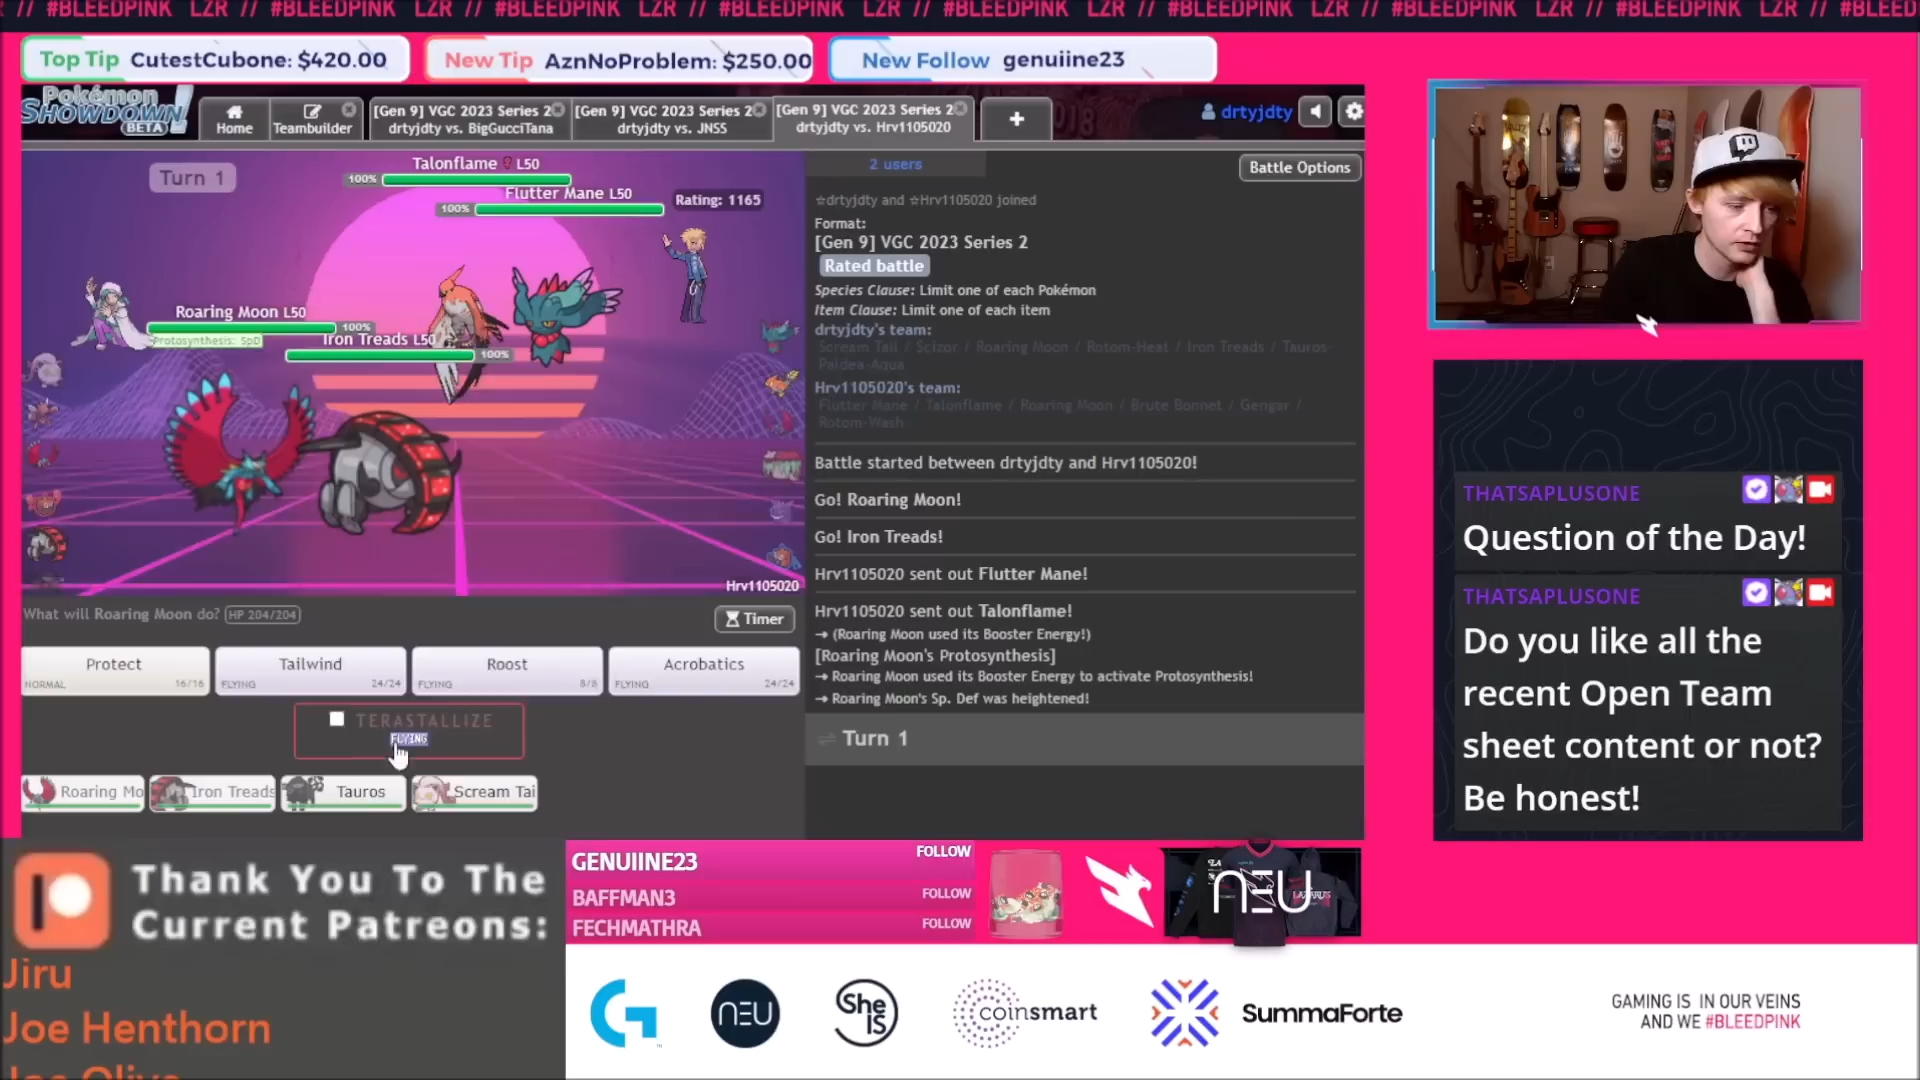 // #BLEEDPINK LZR // #BLEEDPINK LZR // #BLEEDPINK LZR // #BLEEDPINK LZR // #BLEEDPINK LZR // #BLEEDPINK LZR // #BLEEDPINK LZR // #BLEEDPINK LZR // #BLEED
Top Tip CutestCubone: $420.00
New Tip AznNoProblem: $250.00
New Follow genuiine23
Pokémon
SHOWDOWN!
BETA
Home
Teambuilder
[Gen 9] VGC 2023 Series 2
drtyjdty vs. BigGucciTana
[Gen 9] VGC 2023 Series 2
drtyjdty vs. JNSS
[Gen 9] VGC 2023 Series 2
drtyjdty vs. Hrv1105020
+
drtyjdty
Turn 1
Talonflame L50
100%
Flutter Mane L50
100%
Rating: 1165
Roaring Moon L50
100%
Protosynthesis: SpD
Iron Treads L50
100%
Hrv1105020
What will Roaring Moon do? HP 204/204
Timer
Protect
NORMAL 16/16
Tailwind
FLYING 24/24
Roost
FLYING 8/8
Acrobatics
FLYING 24/24
TERASTALLIZE
FLYING
Roaring Mo
Iron Treads
Tauros
Scream Tai
2 users
Battle Options
☆drtyjdty and ☆Hrv1105020 joined
Format:
[Gen 9] VGC 2023 Series 2
Rated battle
Species Clause: Limit one of each Pokémon
Item Clause: Limit one of each item
drtyjdty's team:
Scream Tail / Scizor / Roaring Moon / Rotom-Heat / Iron Treads / Tauros-
Paldea-Aqua
Hrv1105020's team:
Flutter Mane / Talonflame / Roaring Moon / Brute Bonnet / Gengar /
Rotom-Wash
Battle started between drtyjdty and Hrv1105020!
Go! Roaring Moon!
Go! Iron Treads!
Hrv1105020 sent out Flutter Mane!
Hrv1105020 sent out Talonflame!
→ (Roaring Moon used its Booster Energy!)
[Roaring Moon's Protosynthesis]
→ Roaring Moon used its Booster Energy to activate Protosynthesis!
→ Roaring Moon's Sp. Def was heightened!
Turn 1
THATSAPLUSONE
Question of the Day!
THATSAPLUSONE
Do you like all the
recent Open Team
sheet content or not?
Be honest!
Thank You To The
Current Patreons:
Jiru
Joe Henthorn
Joe Olive
GENUIINE23 FOLLOW
BAFFMAN3 FOLLOW
FECHMATHRA FOLLOW
NEU
G
NEU
She
IS
coinsmart
SummaForte
GAMING IS IN OUR VEINS
AND WE #BLEEDPINK